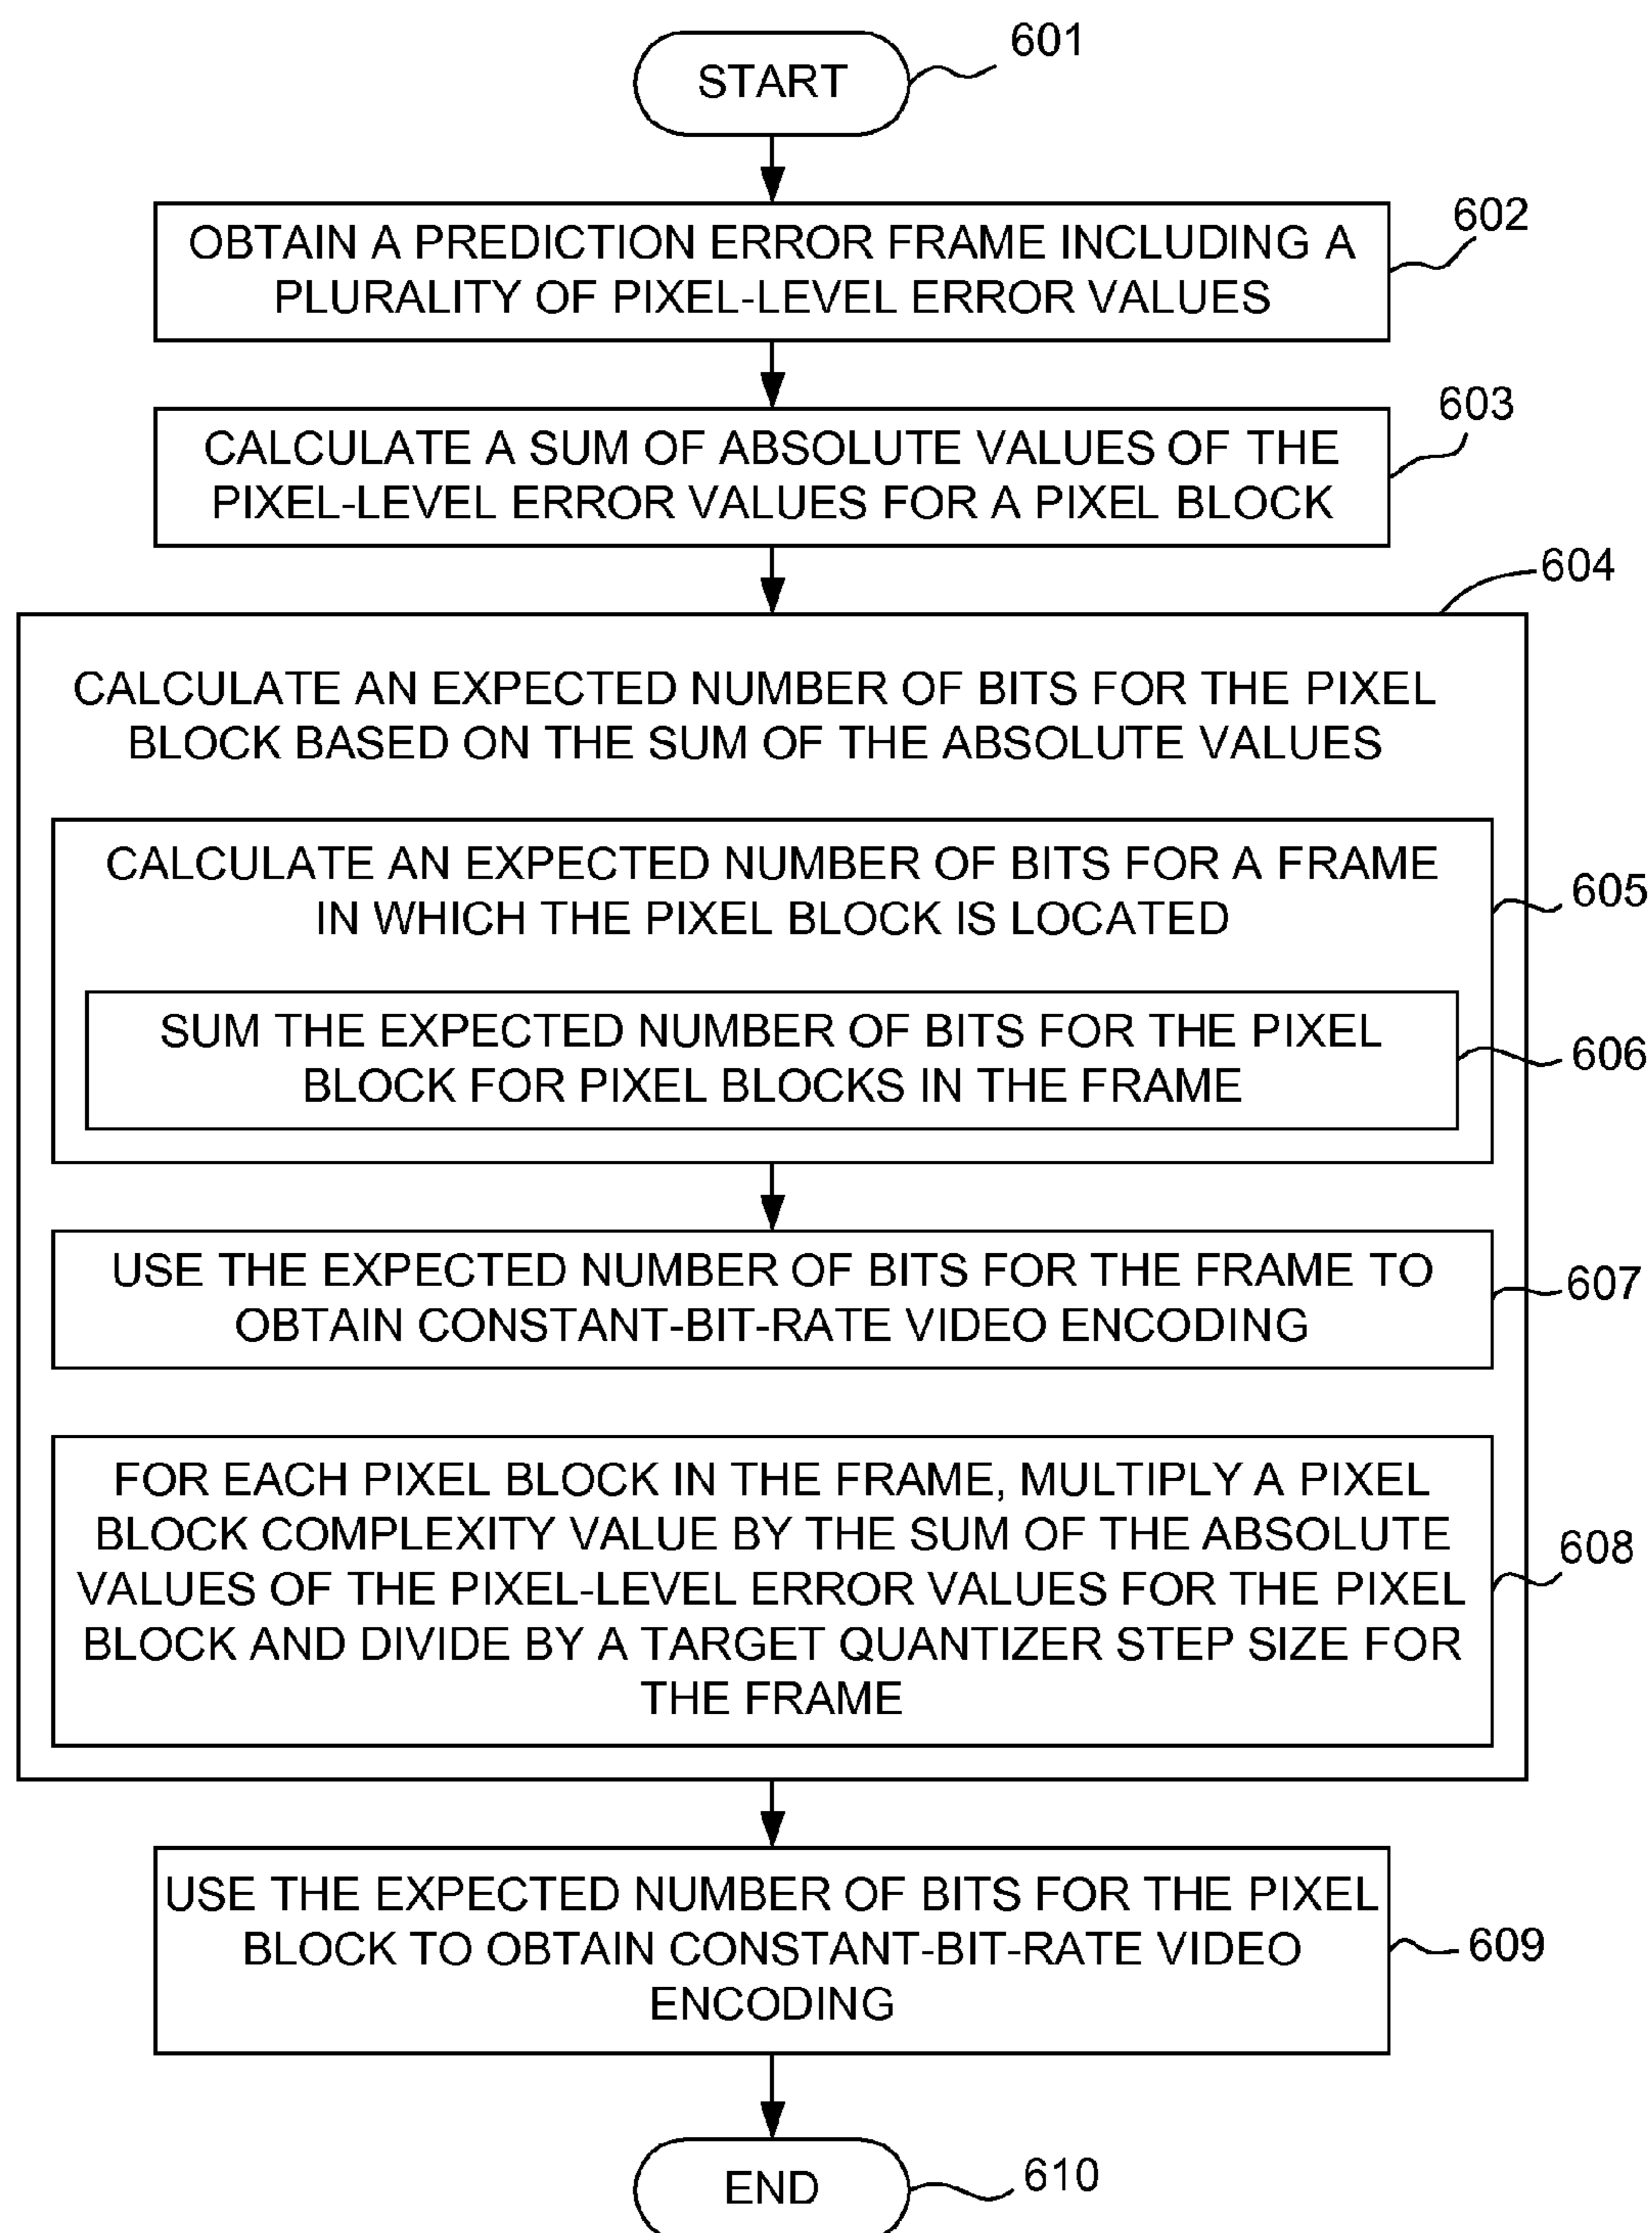 START
601
OBTAIN A PREDICTION ERROR FRAME INCLUDING A
PLURALITY OF PIXEL-LEVEL ERROR VALUES
602
CALCULATE A SUM OF ABSOLUTE VALUES OF THE
PIXEL-LEVEL ERROR VALUES FOR A PIXEL BLOCK
603
604
CALCULATE AN EXPECTED NUMBER OF BITS FOR THE PIXEL
BLOCK BASED ON THE SUM OF THE ABSOLUTE VALUES
CALCULATE AN EXPECTED NUMBER OF BITS FOR A FRAME
IN WHICH THE PIXEL BLOCK IS LOCATED
605
SUM THE EXPECTED NUMBER OF BITS FOR THE PIXEL
BLOCK FOR PIXEL BLOCKS IN THE FRAME
606
USE THE EXPECTED NUMBER OF BITS FOR THE FRAME TO
OBTAIN CONSTANT-BIT-RATE VIDEO ENCODING
607
FOR EACH PIXEL BLOCK IN THE FRAME, MULTIPLY A PIXEL
BLOCK COMPLEXITY VALUE BY THE SUM OF THE ABSOLUTE
VALUES OF THE PIXEL-LEVEL ERROR VALUES FOR THE PIXEL
BLOCK AND DIVIDE BY A TARGET QUANTIZER STEP SIZE FOR
THE FRAME
608
USE THE EXPECTED NUMBER OF BITS FOR THE PIXEL
BLOCK TO OBTAIN CONSTANT-BIT-RATE VIDEO
ENCODING
609
END
610